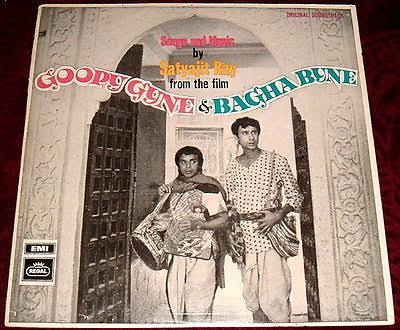 ORIGINAL SOUNDTRACK
Songs and Music
by
Satyajit Ray
from the film
GOOPY GYNE & BAGHA BYNE
EMI
REGAL